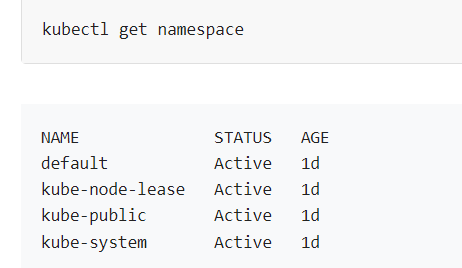 kubectl get namespace
NAME STATUS AGE
default Active 1d
kube-node-lease Active 1d
kube-public Active 1d
kube-system Active 1d